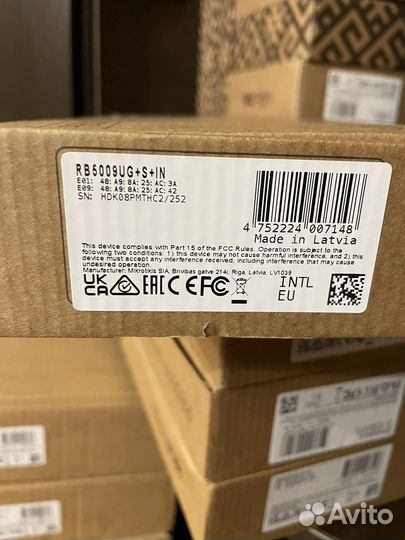 RB5009UG+S+IN
E01: 48:A9:8A:25:AC:3A
E09: 48:A9:8A:25:AC:42
SN: HDK08PMTHC2/252
4 752224 007148
Made in Latvia
This device complies with Part 15 of the FCC Rules. Operation is subject to the
following two conditions: 1) this device may not cause harmful interference, and 2) this
device must accept any interference received, including interference that may cause
undesired operation.
Manufacturer: Mikrotikls SIA, Brivibas gatve 214i, Riga, Latvia, LV1039
UK CA EAC CE FC
INTL
EU
Avito